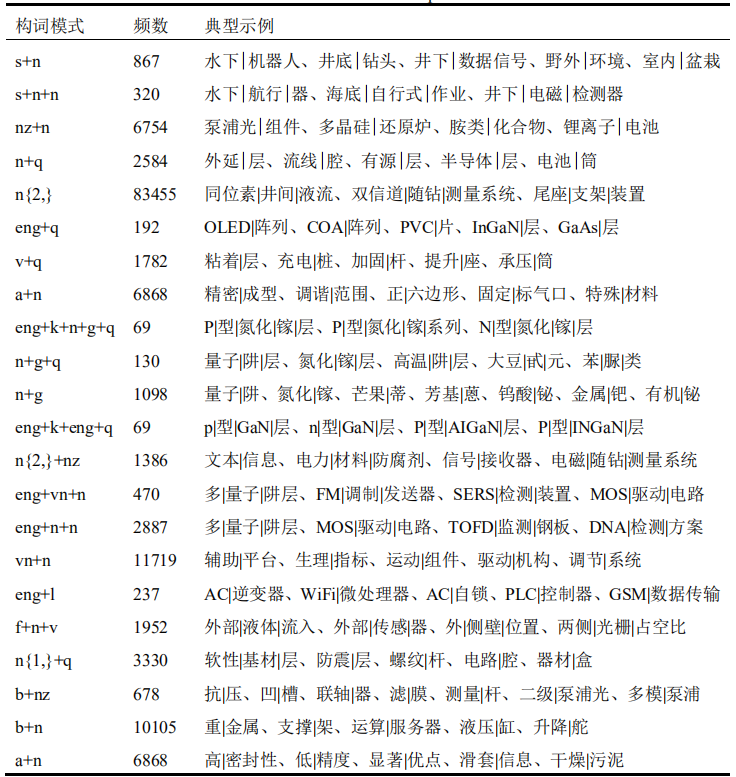 构词模式 频数 典型示例
s+n 867 水下|机器人、井底|钻头、井下|数据信号、野外|环境、室内|盆栽
s+n+n 320 水下|航行|器、海底|自行式|作业、井下|电磁|检测器
nz+n 6754 泵浦光|组件、多晶硅|还原炉、胺类|化合物、锂离子|电池
n+q 2584 外延|层、流线|腔、有源|层、半导体|层、电池|筒
n{2,} 83455 同位素|井间|液流、双信道|随钻|测量系统、尾座|支架|装置
eng+q 192 OLED|阵列、COA|阵列、PVC|片、InGaN|层、GaAs|层
v+q 1782 粘着|层、充电|桩、加固|杆、提升|座、承压|筒
a+n 6868 精密|成型、调谐|范围、正|六边形、固定|标气口、特殊|材料
eng+k+n+g+q 69 P|型|氮化|镓|层、P|型|氮化|镓|系列、N|型|氮化|镓|层
n+g+q 130 量子|阱|层、氮化|镓|层、高温|阱|层、大豆|甙|元、苯|脲|类
n+g 1098 量子|阱、氮化|镓、芒果|蒂、芳基|蒽、钨酸|铋、金属|钯、有机|铋
eng+k+eng+q 69 p|型|GaN|层、n|型|GaN|层、P|型|AIGaN|层、P|型|INGaN|层
n{2,}+nz 1386 文本|信息、电力|材料|防腐剂、信号|接收器、电磁|随钻|测量系统
eng+vn+n 470 多|量子|阱层、FM|调制|发送器、SERS|检测|装置、MOS|驱动|电路
eng+n+n 2887 多|量子|阱层、MOS|驱动|电路、TOFD|监测|钢板、DNA|检测|方案
vn+n 11719 辅助|平台、生理|指标、运动|组件、驱动|机构、调节|系统
eng+l 237 AC|逆变器、WiFi|微处理器、AC|自锁、PLC|控制器、GSM|数据传输
f+n+v 1952 外部|液体|流入、外部|传感|器、外|侧壁|位置、两侧|光栅|占空比
n{1,}+q 3330 软性|基材|层、防震|层、螺纹|杆、电路|腔、器材|盒
b+nz 678 抗|压、凹|槽、联轴|器、滤|膜、测量|杆、二级|泵浦光、多模|泵浦
b+n 10105 重|金属、支撑|架、运算|服务器、液压|缸、升降|舵
a+n 6868 高|密封性、低|精度、显著|优点、滑套|信息、干燥|污泥